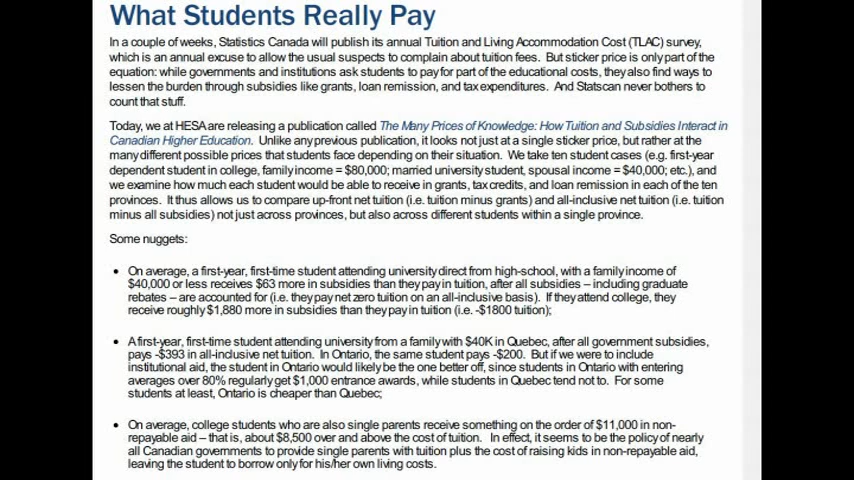 What Students Really Pay
In a couple of weeks, Statistics Canada will publish its annual Tuition and Living Accommodation Cost (TLAC) survey,
which is an annual excuse to allow the usual suspects to complain about tuition fees. But sticker price is only part of the
equation: while governments and institutions ask students to pay for part of the educational costs, they also find ways to
lessen the burden through subsidies like grants, loan remission, and tax expenditures. And Statscan never bothers to
count that stuff.
Today, we at HESA are releasing a publication called The Many Prices of Knowledge: How Tuition and Subsidies Interact in
Canadian Higher Education. Unlike any previous publication, it looks not just at a single sticker price, but rather at the
many different possible prices that students face depending on their situation. We take ten student cases (e.g. first-year
dependent student in college, family income = $80,000; married university student, spousal income = $40,000; etc.), and
we examine how much each student would be able to receive in grants, tax credits, and loan remission in each of the ten
provinces. It thus allows us to compare up-front net tuition (i.e. tuition minus grants) and all-inclusive net tuition (i.e. tuition
minus all subsidies) not just across provinces, but also across different students within a single province.
Some nuggets:
• On average, a first-year, first-time student attending university direct from high-school, with a family income of
$40,000 or less receives $63 more in subsidies than they pay in tuition, after all subsidies – including graduate
rebates – are accounted for (i.e. they pay net zero tuition on an all-inclusive basis). If they attend college, they
receive roughly $1,880 more in subsidies than they pay in tuition (i.e. -$1800 tuition);
• A first-year, first-time student attending university from a family with $40K in Quebec, after all government subsidies,
pays -$393 in all-inclusive net tuition. In Ontario, the same student pays -$200. But if we were to include
institutional aid, the student in Ontario would likely be the one better off, since students in Ontario with entering
averages over 80% regularly get $1,000 entrance awards, while students in Quebec tend not to. For some
students at least, Ontario is cheaper than Quebec;
• On average, college students who are also single parents receive something on the order of $11,000 in non-
repayable aid – that is, about $8,500 over and above the cost of tuition. In effect, it seems to be the policy of nearly
all Canadian governments to provide single parents with tuition plus the cost of raising kids in non-repayable aid,
leaving the student to borrow only for his/her own living costs.